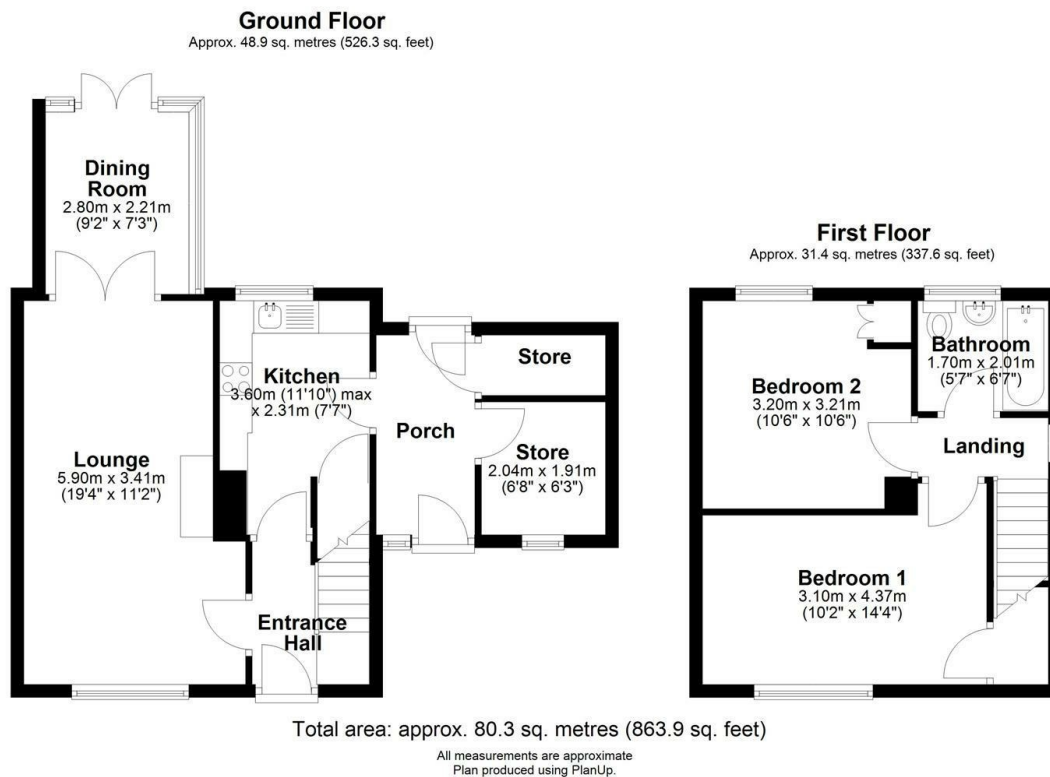 Ground Floor
Approx. 48.9 sq. metres (526.3 sq. feet)
Dining
Room
2.80m x 2.21m
(9'2" x 7'3")
Kitchen
3.60m (11'10") max
x 2.31m (7'7")
Store
Porch
Store
2.04m x 1.91m
(6'8" x 6'3")
Lounge
5.90m x 3.41m
(19'4" x 11'2")
Entrance
Hall
First Floor
Approx. 31.4 sq. metres (337.6 sq. feet)
Bedroom 2
3.20m x 3.21m
(10'6" x 10'6")
Bathroom
1.70m x 2.01m
(5'7" x 6'7")
Landing
Bedroom 1
3.10m x 4.37m
(10'2" x 14'4")
Total area: approx. 80.3 sq. metres (863.9 sq. feet)
All measurements are approximate
Plan produced using PlanUp.